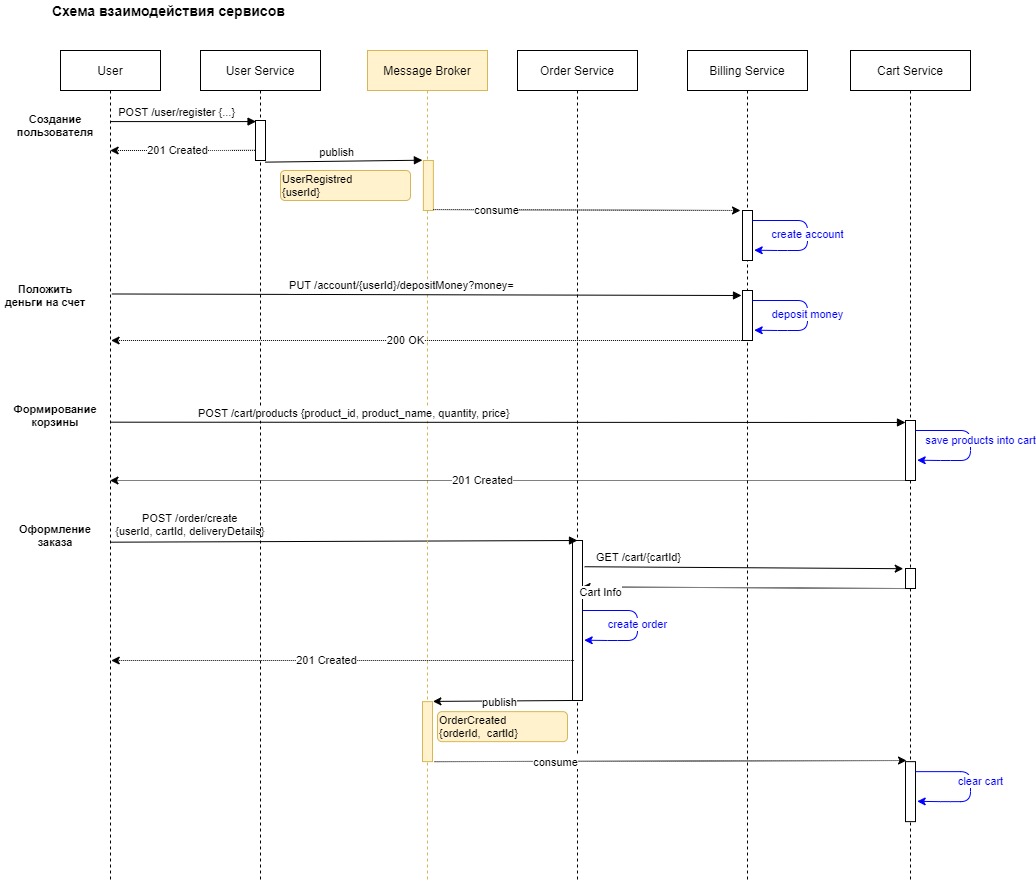 Схема взаимодействия сервисов
User
User Service
Message Broker
Order Service
Billing Service
Cart Service
Создание
пользователя
POST /user/register {...}
201 Created
publish
UserRegistred
{userId}
consume
create account
Положить
деньги на счет
PUT /account/{userId}/depositMoney?money=
deposit money
200 OK
Формирование
корзины
POST /cart/products {product_id, product_name, quantity, price}
save products into cart
201 Created
Оформление
заказа
POST /order/create
{userId, cartId, deliveryDetails}
GET /cart/{cartId}
Cart Info
create order
201 Created
publish
OrderCreated
{orderId, cartId}
consume
clear cart